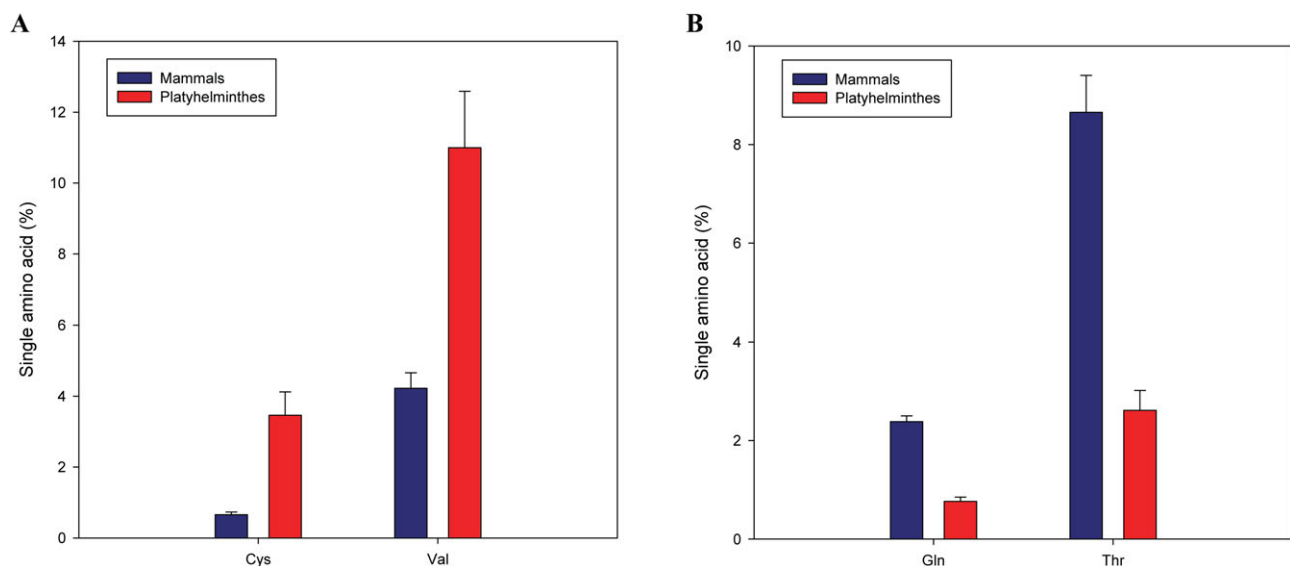 A
Single amino acid (%)
14
12
10
8
6
4
2
0
Mammals
Platyhelminthes
Cys
Val
B
Single amino acid (%)
10
8
6
4
2
0
Mammals
Platyhelminthes
Gln
Thr